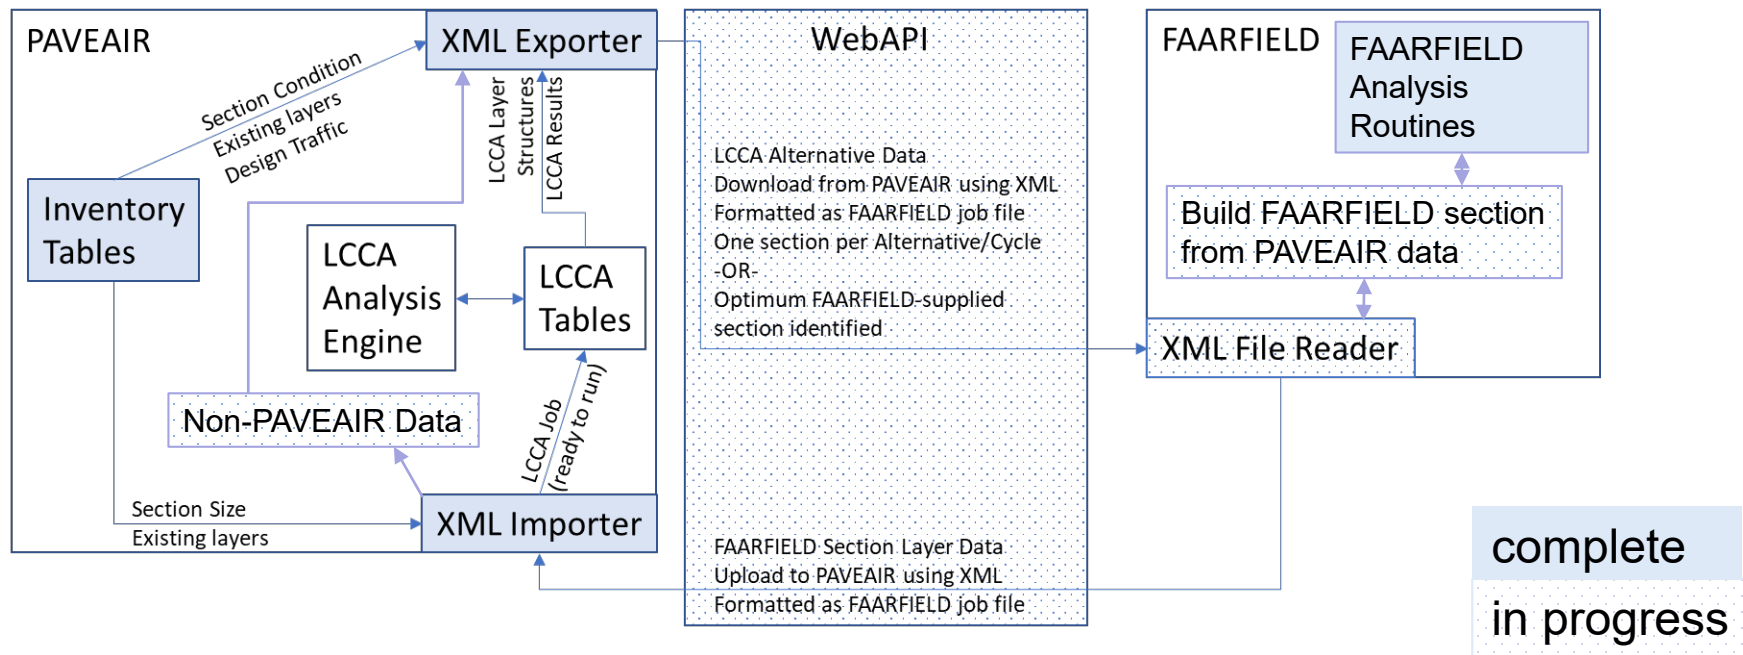 PAVEAIR
XML Exporter
Section Condition
Existing layers
Design Traffic
LCCA Layer
Structures
LCCA Results
Inventory
Tables
LCCA
Analysis
Engine
LCCA
Tables
Non-PAVEAIR Data
LCCA Job
(ready to run)
Section Size
Existing layers
XML Importer
WebAPI
LCCA Alternative Data
Download from PAVEAIR using XML
Formatted as FAARFIELD job file
One section per Alternative/Cycle
-OR-
Optimum FAARFIELD-supplied
section identified
FAARFIELD Section Layer Data
Upload to PAVEAIR using XML
Formatted as FAARFIELD job file
FAARFIELD
FAARFIELD
Analysis
Routines
Build FAARFIELD section
from PAVEAIR data
XML File Reader
complete
in progress